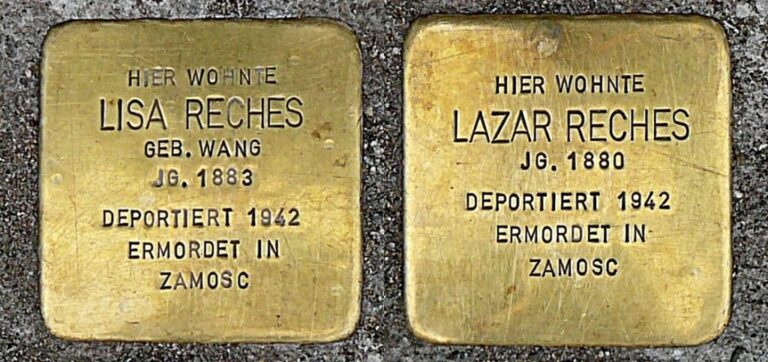 HIER WOHNTE
LISA RECHES
GEB. WANG
JG. 1883
DEPORTIERT 1942
ERMORDET IN
ZAMOSC
HIER WOHNTE
LAZAR RECHES
JG. 1880
DEPORTIERT 1942
ERMORDET IN
ZAMOSC